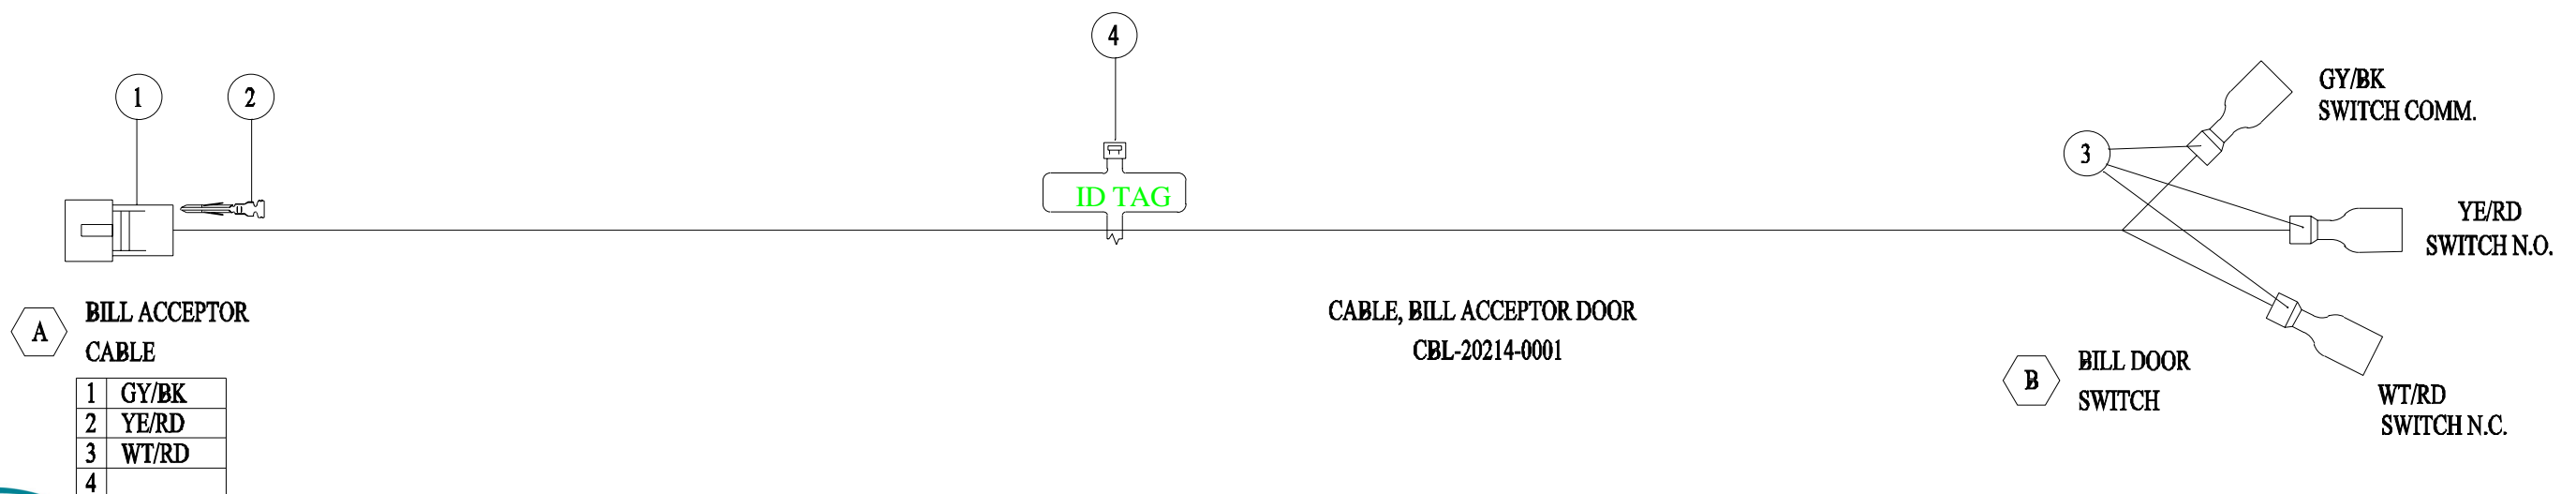 4
1
2
3
ID TAG
GY/BK
SWITCH COMM.
YE/RD
SWITCH N.O.
WT/RD
SWITCH N.C.
A
BILL ACCEPTOR
CABLE
1 GY/BK
2 YE/RD
3 WT/RD
4
CABLE, BILL ACCEPTOR DOOR
CBL-20214-0001
B
BILL DOOR
SWITCH